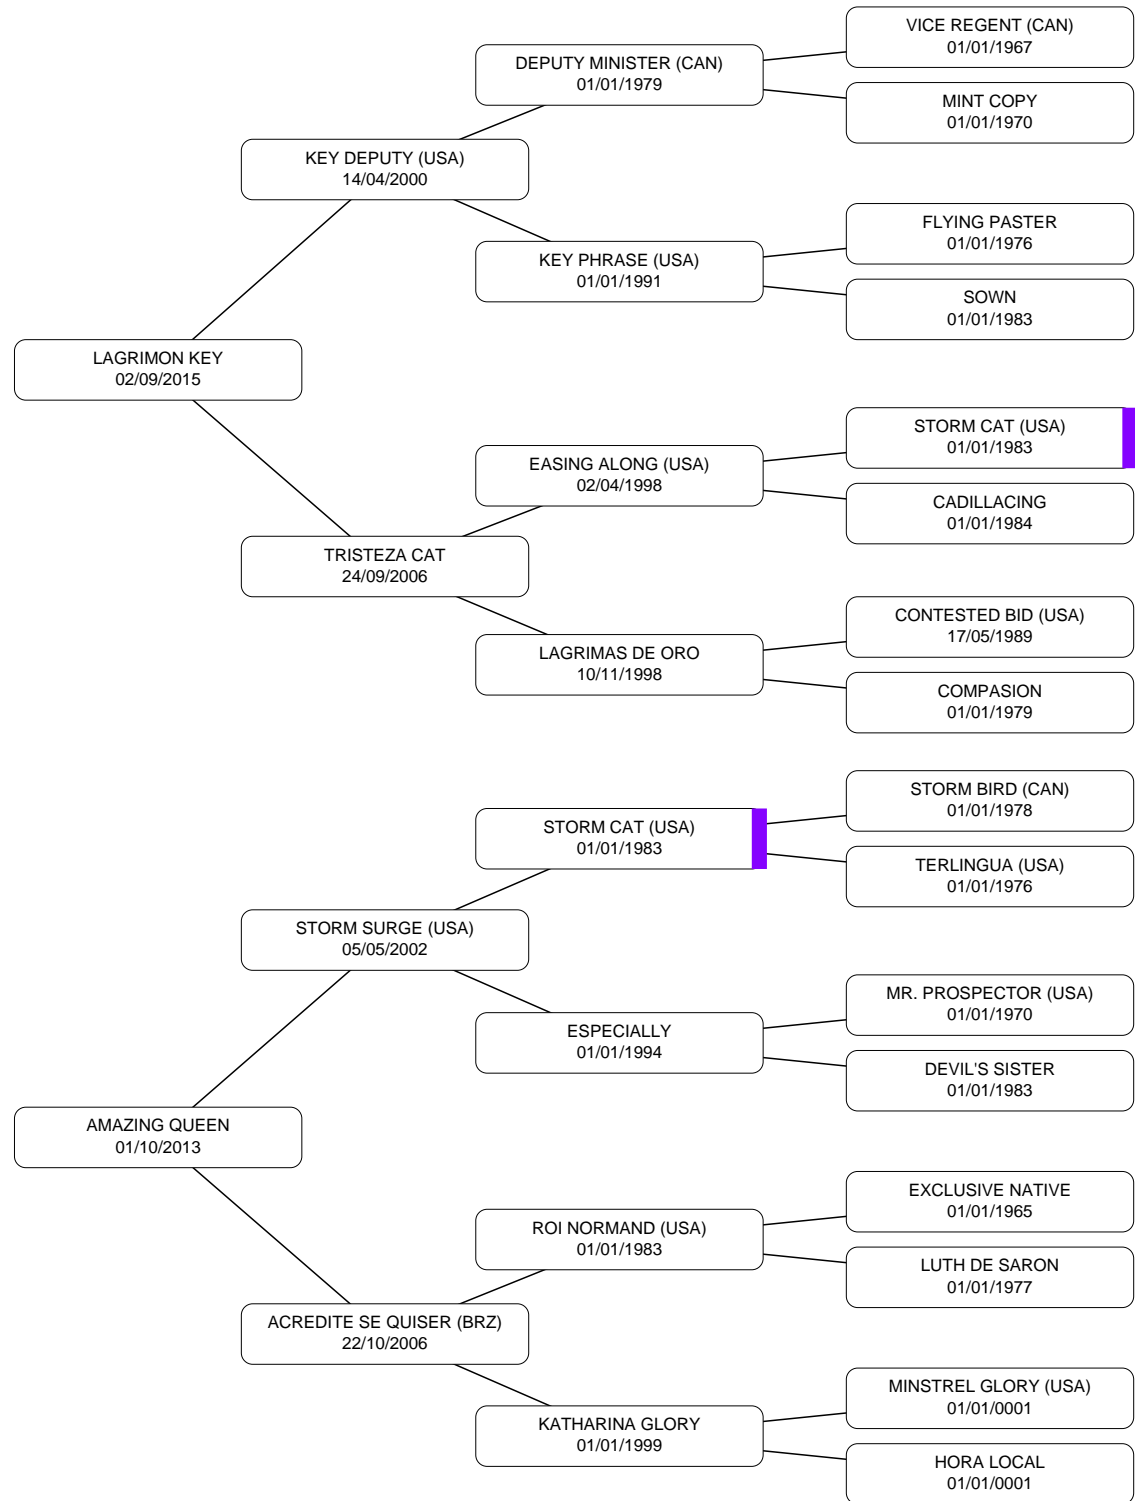 VICE REGENT (CAN)
01/01/1967
DEPUTY MINISTER (CAN)
01/01/1979
MINT COPY
01/01/1970
KEY DEPUTY (USA)
14/04/2000
FLYING PASTER
01/01/1976
KEY PHRASE (USA)
01/01/1991
SOWN
01/01/1983
LAGRIMON KEY
02/09/2015
STORM CAT (USA)
01/01/1983
EASING ALONG (USA)
02/04/1998
CADILLACING
01/01/1984
TRISTEZA CAT
24/09/2006
CONTESTED BID (USA)
17/05/1989
LAGRIMAS DE ORO
10/11/1998
COMPASION
01/01/1979
STORM BIRD (CAN)
01/01/1978
STORM CAT (USA)
01/01/1983
TERLINGUA (USA)
01/01/1976
STORM SURGE (USA)
05/05/2002
MR. PROSPECTOR (USA)
01/01/1970
ESPECIALLY
01/01/1994
DEVIL'S SISTER
01/01/1983
AMAZING QUEEN
01/10/2013
EXCLUSIVE NATIVE
01/01/1965
ROI NORMAND (USA)
01/01/1983
LUTH DE SARON
01/01/1977
ACREDITE SE QUISER (BRZ)
22/10/2006
MINSTREL GLORY (USA)
01/01/0001
KATHARINA GLORY
01/01/1999
HORA LOCAL
01/01/0001